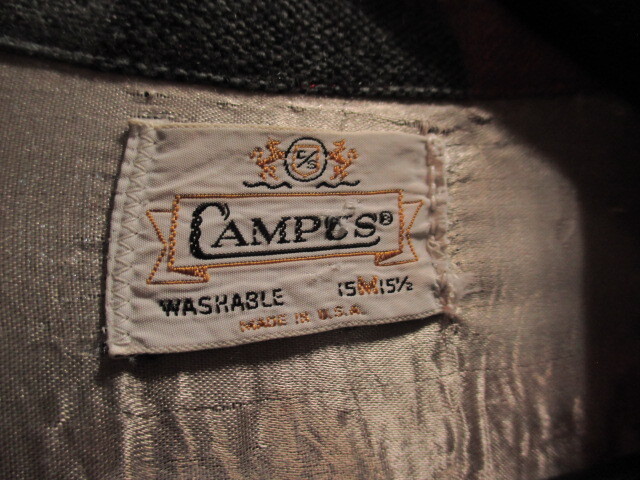 C/S
CAMPUS®
WASHABLE 15M15½
MADE IN U.S.A.